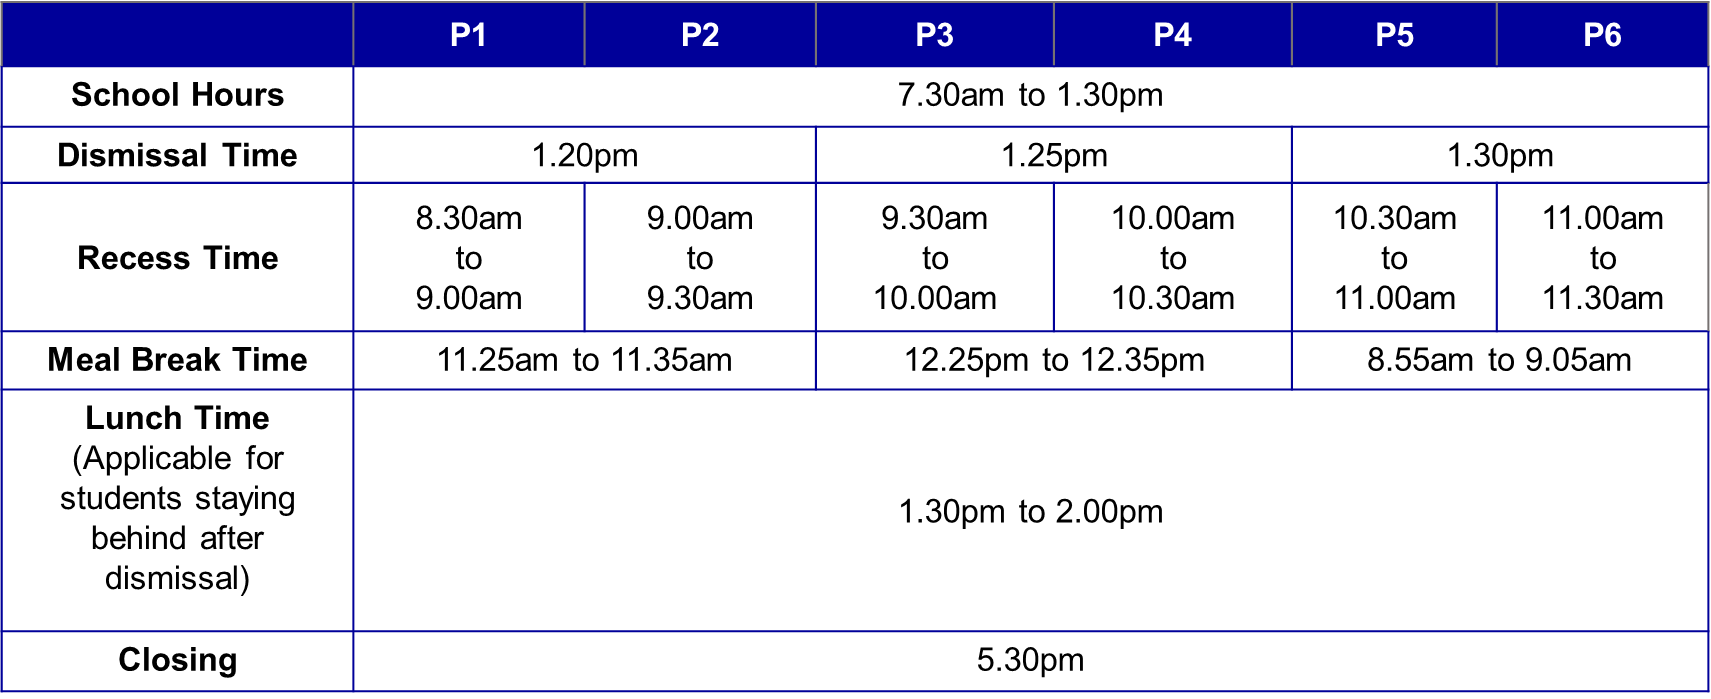 P1 P2 P3 P4 P5 P6
School Hours 7.30am to 1.30pm
Dismissal Time 1.20pm 1.25pm 1.30pm
Recess Time
8.30am
to
9.00am
9.00am
to
9.30am
9.30am
to
10.00am
10.00am
to
10.30am
10.30am
to
11.00am
11.00am
to
11.30am
Meal Break Time 11.25am to 11.35am 12.25pm to 12.35pm 8.55am to 9.05am
Lunch Time
(Applicable for
students staying
behind after
dismissal)
1.30pm to 2.00pm
Closing 5.30pm